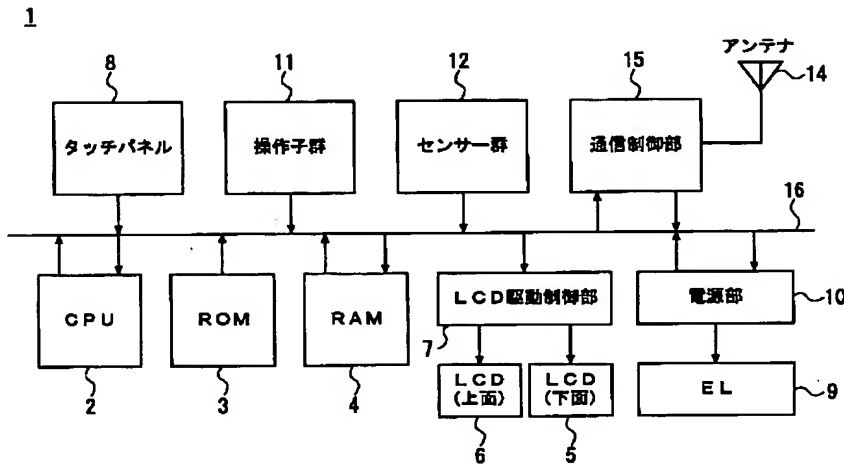 1
アンテナ
8
11
12
15
14
タッチパネル
操作子群
センサー群
通信制御部
16
CPU
ROM
RAM
LCD駆動制御部
電源部
10
7
2
3
4
LCD
(上面)
LCD
(下面)
EL
9
6
5